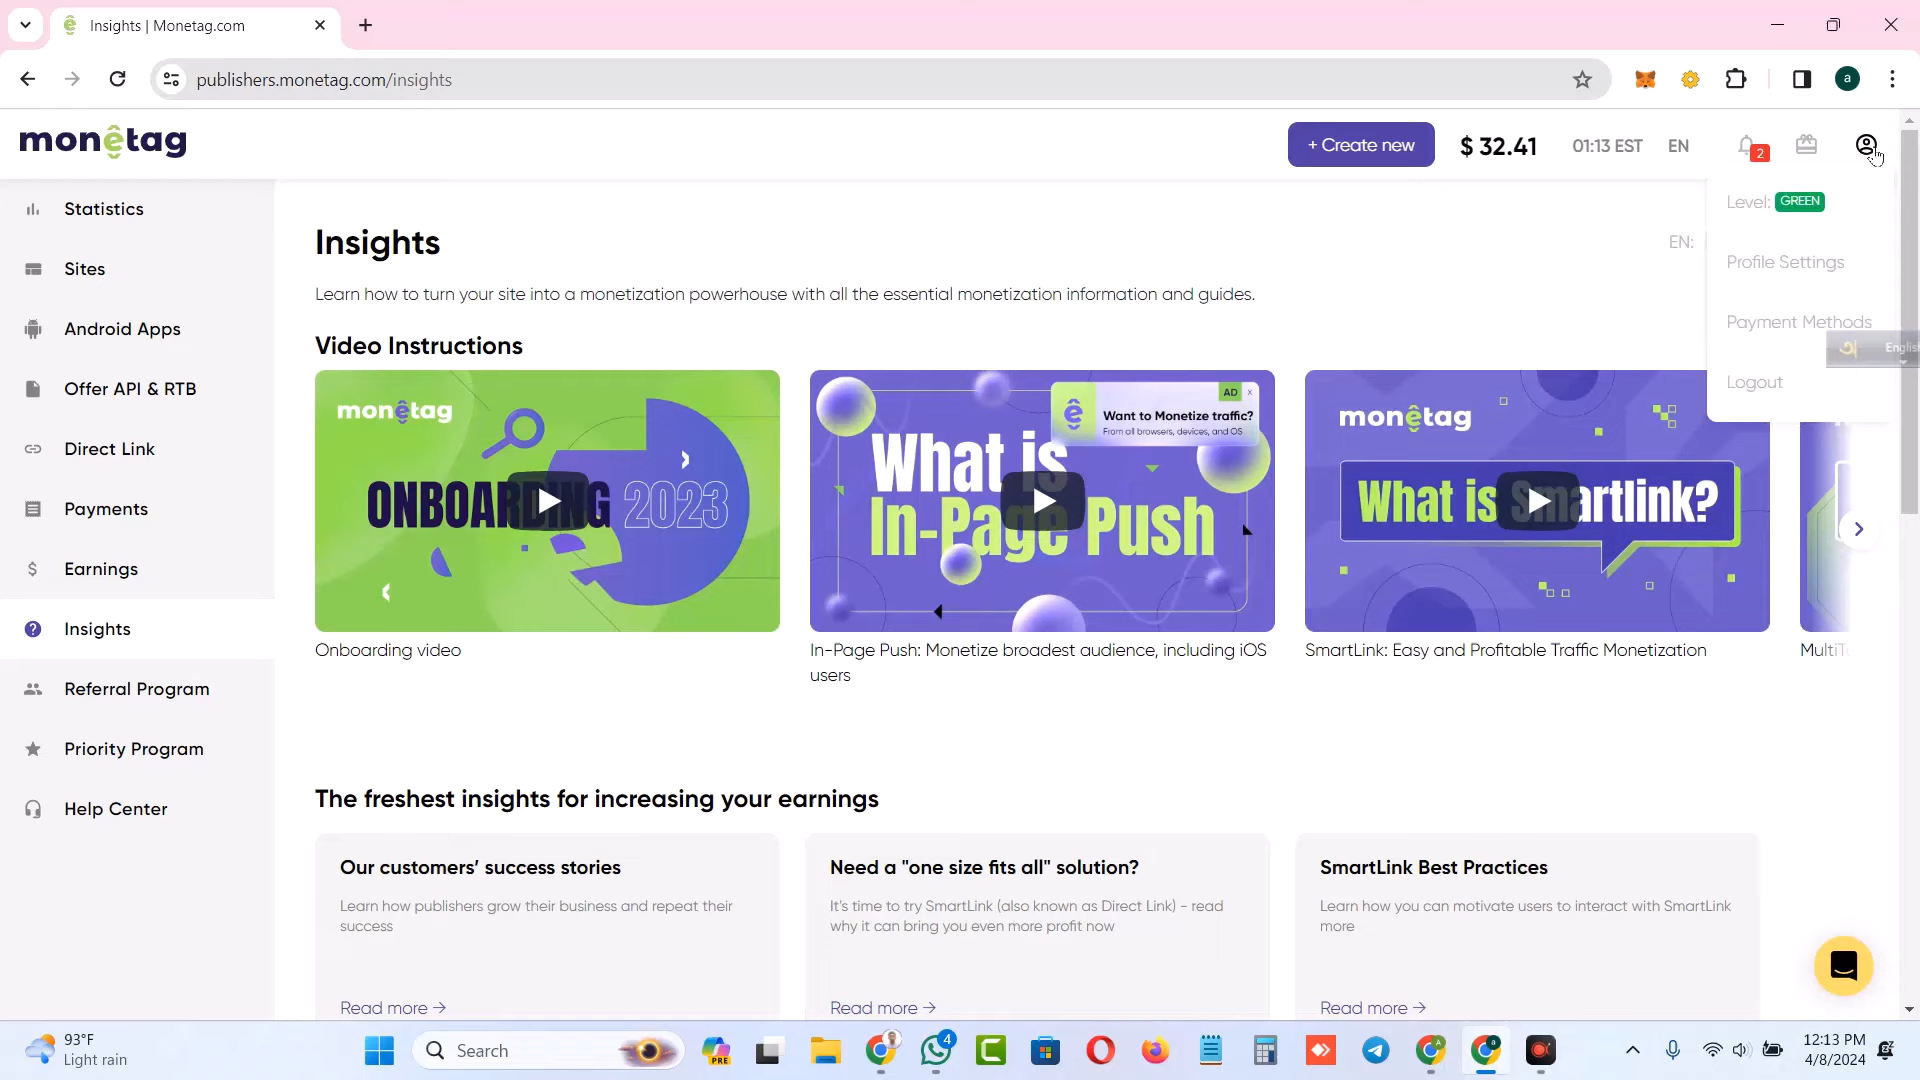 Insights | Monetag.com
publishers.monetag.com/insights
a
monêtag
+ Create new
$ 32.41
01:13 EST
EN
2
Level: GREEN
Profile Settings
Payment Methods
Logout
English
Statistics
Sites
Android Apps
Offer API & RTB
Direct Link
Payments
Earnings
Insights
Referral Program
Priority Program
Help Center
Insights
EN:
Learn how to turn your site into a monetization powerhouse with all the essential monetization information and guides.
Video Instructions
monêtag
ONBOARDING 2023
AD x
Want to Monetize traffic?
From all browsers, devices, and OS
What is
In-Page Push
monêtag
What is Smartlink?
Onboarding video
In-Page Push: Monetize broadest audience, including iOS
users
SmartLink: Easy and Profitable Traffic Monetization
The freshest insights for increasing your earnings
Our customers’ success stories
Learn how publishers grow their business and repeat their
success
Read more →
Need a "one size fits all" solution?
It's time to try SmartLink (also known as Direct Link) - read
why it can bring you even more profit now
Read more →
SmartLink Best Practices
Learn how you can motivate users to interact with SmartLink
more
Read more →
93°F
Light rain
Search
PRE
4
12:13 PM
4/8/2024